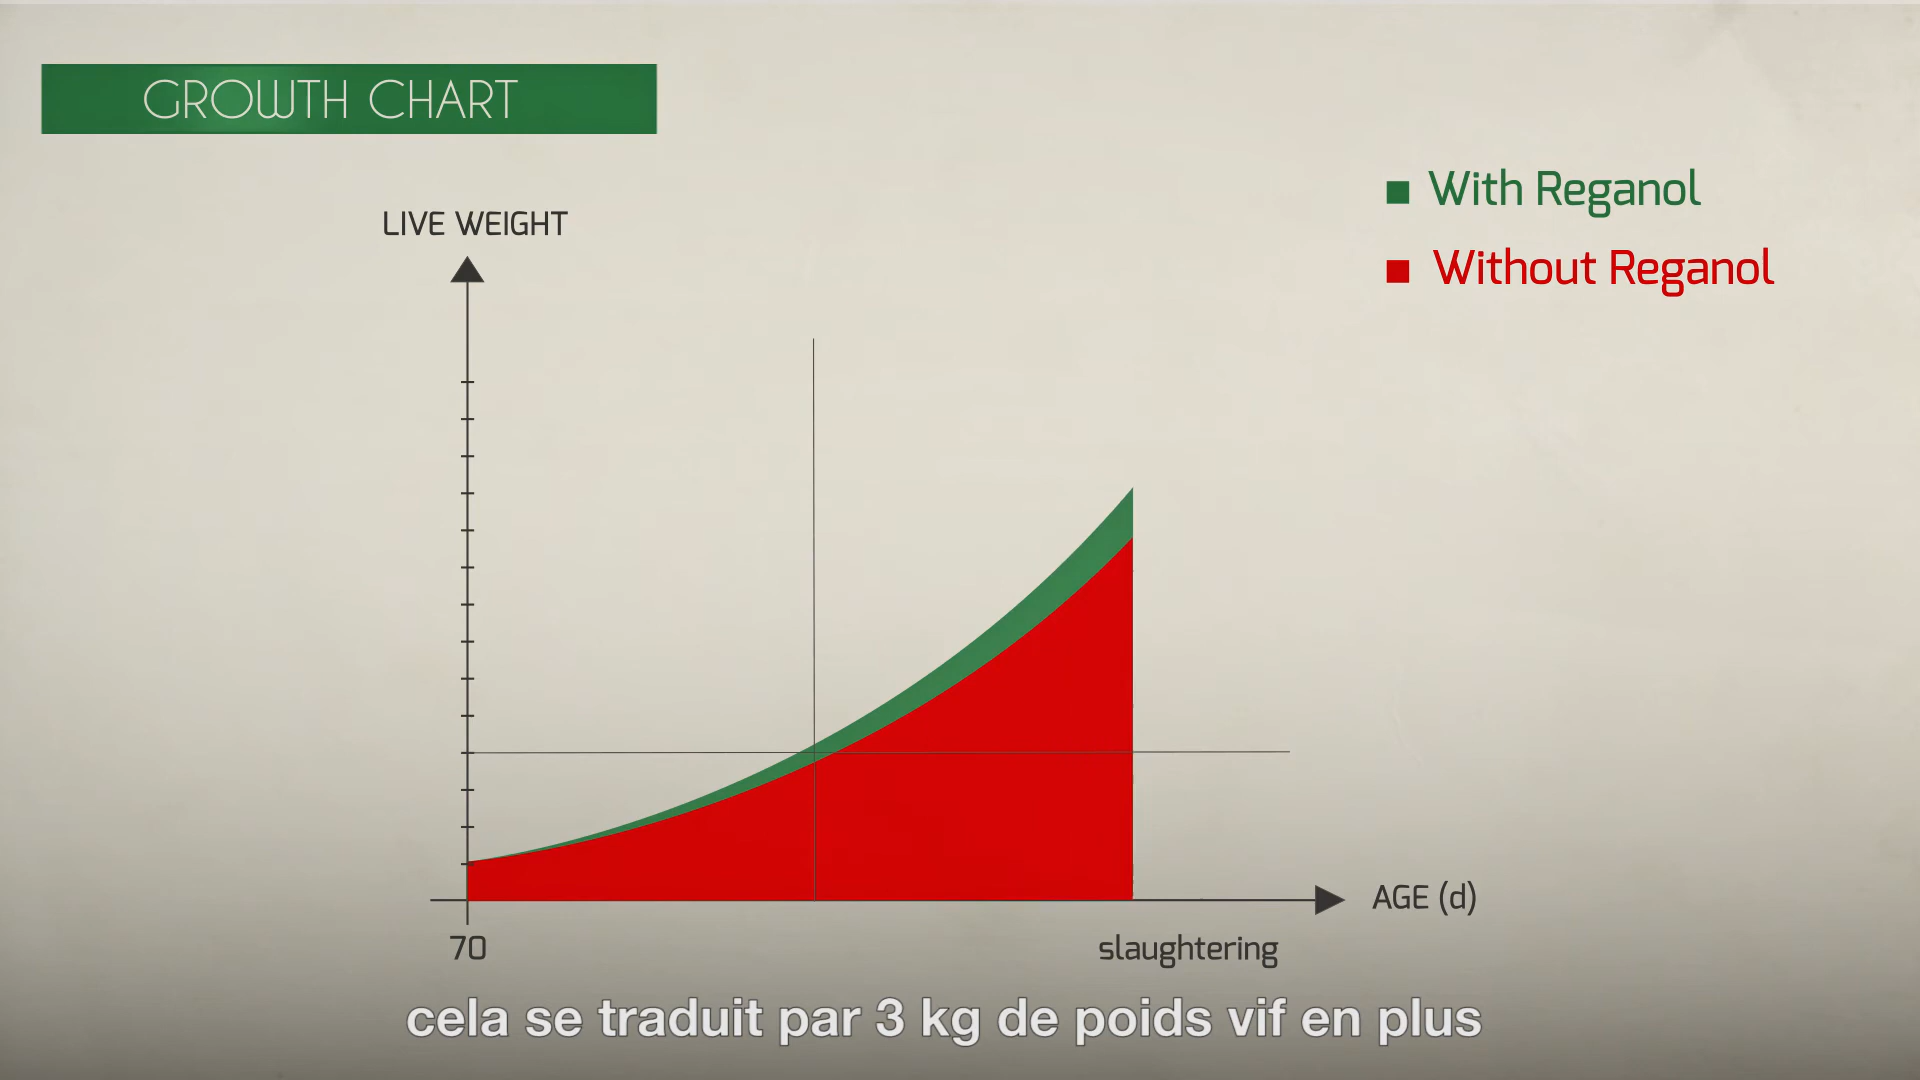 GROWTH CHART
With Reganol
Without Reganol
LIVE WEIGHT
AGE (d)
70
slaughtering
cela se traduit par 3 kg de poids vif en plus